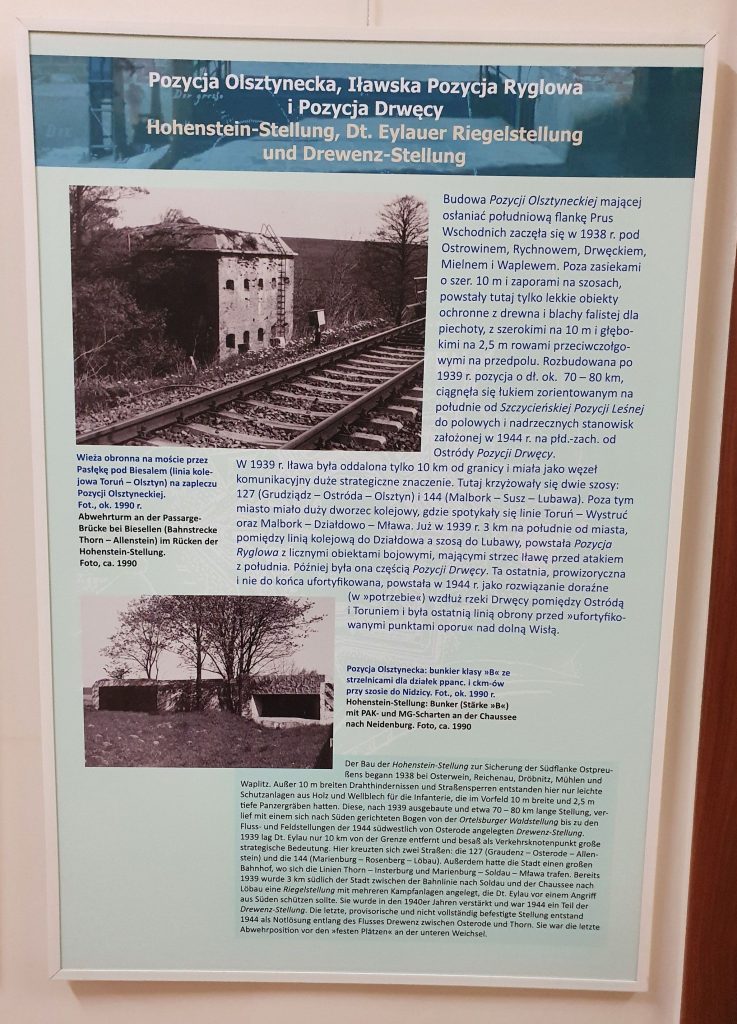 Pozycja Olsztynecka, Iławska Pozycja Ryglowa
i Pozycja Drwęcy
Hohenstein-Stellung, Dt. Eylauer Riegelstellung
und Drewenz-Stellung
Budowa Pozycji Olsztyneckiej mającej
osłaniać południową flankę Prus
Wschodnich zaczęła się w 1938 r. pod
Ostrowinem, Rychnowem, Drwęckiem,
Mielnem i Waplewem. Poza zasiekami
o szer. 10 m i zaporami na szosach,
powstały tutaj tylko lekkie obiekty
ochronne z drewna i blachy falistej dla
piechoty, z szerokimi na 10 m i głębo-
kimi na 2,5 m rowami przeciwczołgo-
wymi na przedpolu. Rozbudowana po
1939 r. pozycja o dł. ok. 70 – 80 km,
ciągnęła się łukiem zorientowanym na
południe od Szczycieńskiej Pozycji Leśnej
do polowych i nadrzecznych stanowisk
założonej w 1944 r. na płd.-zach. od
Ostródy Pozycji Drwęcy.
Wieża obronna na moście przez
Pasłękę pod Biesalem (linia kole-
jowa Toruń – Olsztyn) na zapleczu
Pozycji Olsztyneckiej.
Fot., ok. 1990 r.
Abwehrturm an der Passarge-
Brücke bei Biesellen (Bahnstrecke
Thorn – Allenstein) im Rücken der
Hohenstein-Stellung.
Foto, ca. 1990
W 1939 r. Iława była oddalona tylko 10 km od granicy i miała jako węzeł
komunikacyjny duże strategiczne znaczenie. Tutaj krzyżowały się dwie szosy:
127 (Grudziądz – Ostróda – Olsztyn) i 144 (Malbork – Susz – Lubawa). Poza tym
miasto miało duży dworzec kolejowy, gdzie spotykały się linie Toruń – Wystruć
oraz Malbork – Działdowo – Mława. Już w 1939 r. 3 km na południe od miasta,
pomiędzy linią kolejową do Działdowa a szosą do Lubawy, powstała Pozycja
Ryglowa z licznymi obiektami bojowymi, mającymi strzec Iławę przed atakiem
z południa. Później była ona częścią Pozycji Drwęcy. Ta ostatnia, prowizoryczna
i nie do końca ufortyfikowana, powstała w 1944 r. jako rozwiązanie doraźne
(w »potrzebie«) wzdłuż rzeki Drwęcy pomiędzy Ostródą
i Toruniem i była ostatnią linią obrony przed »ufortyfiko-
wanymi punktami oporu« nad dolną Wisłą.
Pozycja Olsztynecka: bunkier klasy »B« ze
strzelnicami dla działek ppanc. i ckm-ów
przy szosie do Nidzicy. Fot., ok. 1990 r.
Hohenstein-Stellung: Bunker (Stärke »B«)
mit PAK- und MG-Scharten an der Chaussee
nach Neidenburg. Foto, ca. 1990
Der Bau der Hohenstein-Stellung zur Sicherung der Südflanke Ostpreu-
ßens begann 1938 bei Osterwein, Reichenau, Dröbnitz, Mühlen und
Waplitz. Außer 10 m breiten Drahthindernissen und Straßensperren entstanden hier nur leichte
Schutzanlagen aus Holz und Wellblech für die Infanterie, die im Vorfeld 10 m breite und 2,5 m
tiefe Panzergräben hatten. Diese, nach 1939 ausgebaute und etwa 70 – 80 km lange Stellung, ver-
lief mit einem sich nach Süden gerichteten Bogen von der Ortelsburger Waldstellung bis zu den
Fluss- und Feldstellungen der 1944 südwestlich von Osterode angelegten Drewenz-Stellung.
1939 lag Dt. Eylau nur 10 km von der Grenze entfernt und besaß als Verkehrsknotenpunkt große
strategische Bedeutung. Hier kreuzten sich zwei Straßen: die 127 (Graudenz – Osterode – Allen-
stein) und die 144 (Marienburg – Rosenberg – Löbau). Außerdem hatte die Stadt einen großen
Bahnhof, wo sich die Linien Thorn – Insterburg und Marienburg – Soldau – Mława trafen. Bereits
1939 wurde 3 km südlich der Stadt zwischen der Bahnlinie nach Soldau und der Chaussee nach
Löbau eine Riegelstellung mit mehreren Kampfanlagen angelegt, die Dt. Eylau vor einem Angriff
aus Süden schützen sollte. Sie wurde in den 1940er Jahren verstärkt und war 1944 ein Teil der
Drewenz-Stellung. Die letzte, provisorische und nicht vollständig befestigte Stellung entstand
1944 als Notlösung entlang des Flusses Drewenz zwischen Osterode und Thorn. Sie war die letzte
Abwehrposition vor den »festen Plätzen« an der unteren Weichsel.